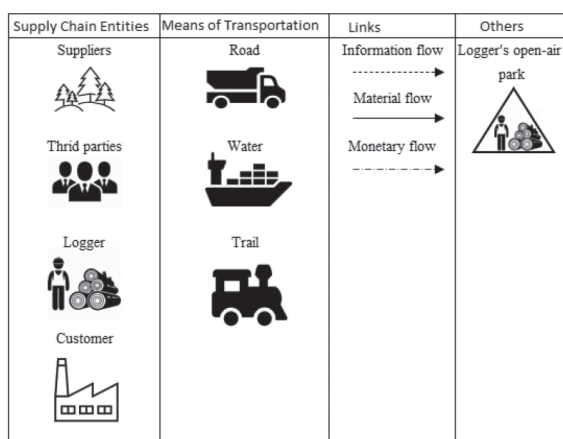 Supply Chain Entities
Means of Transportation
Links
Others
Suppliers
Road
Information flow
Logger's open-air
park
Material flow
Thrid parties
Water
Monetary flow
Logger
Trail
Customer